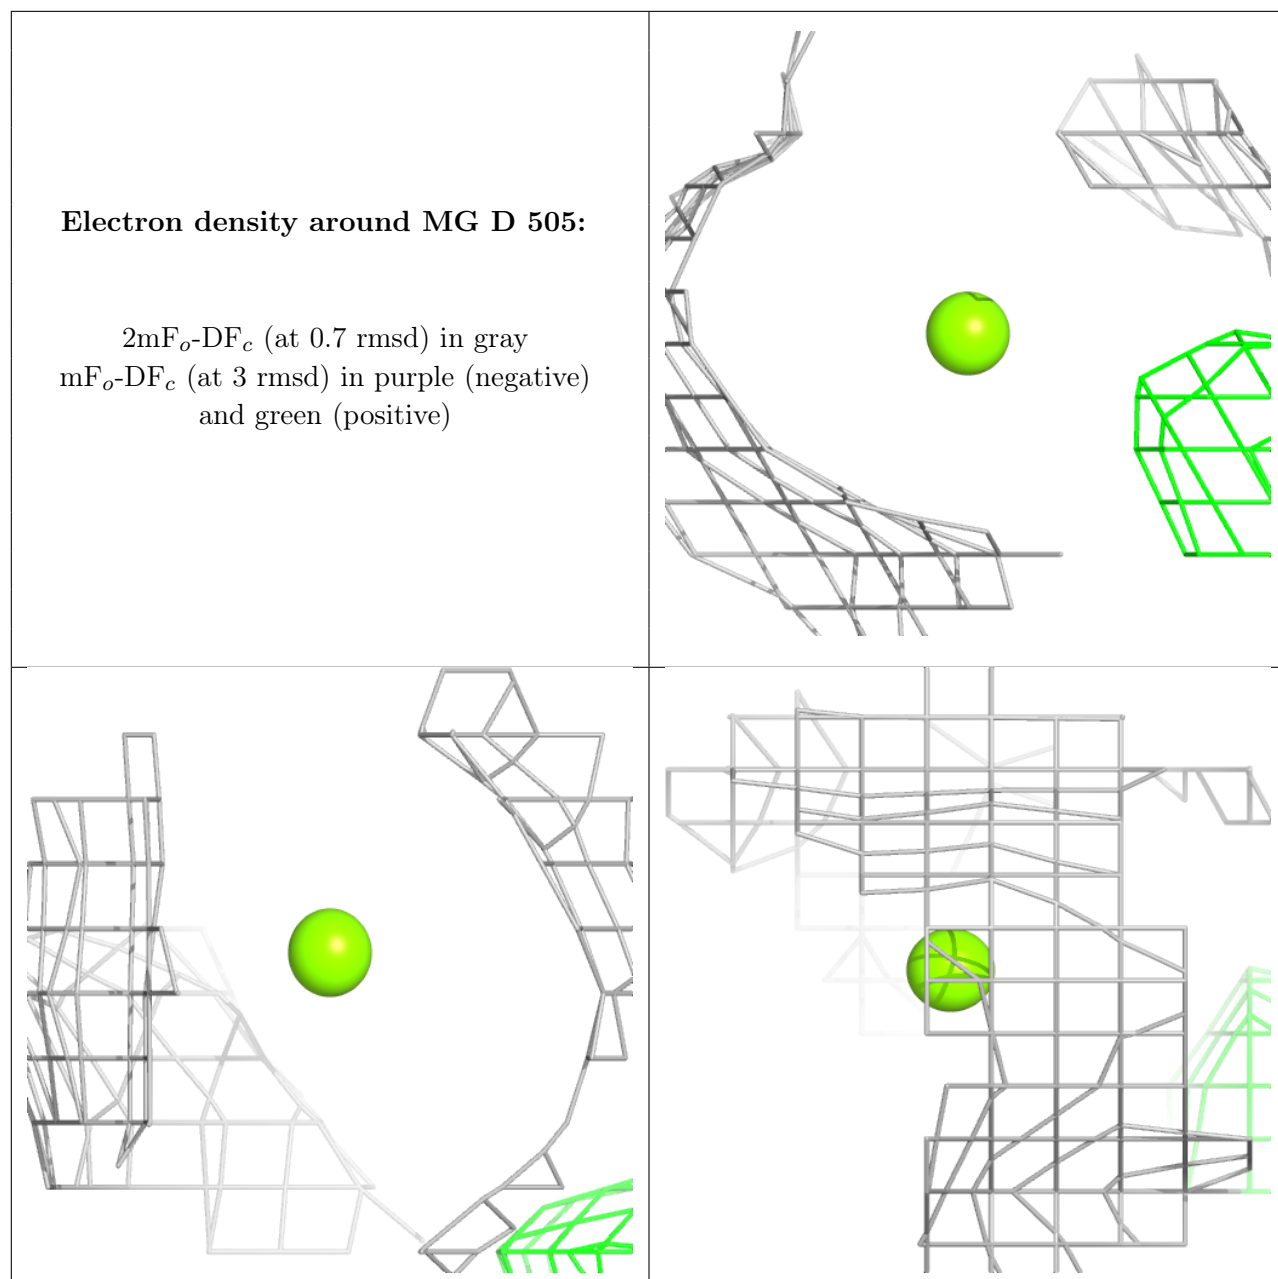 Electron density around MG D 505:
2mFo-DFc (at 0.7 rmsd) in gray
mFo-DFc (at 3 rmsd) in purple (negative)
and green (positive)